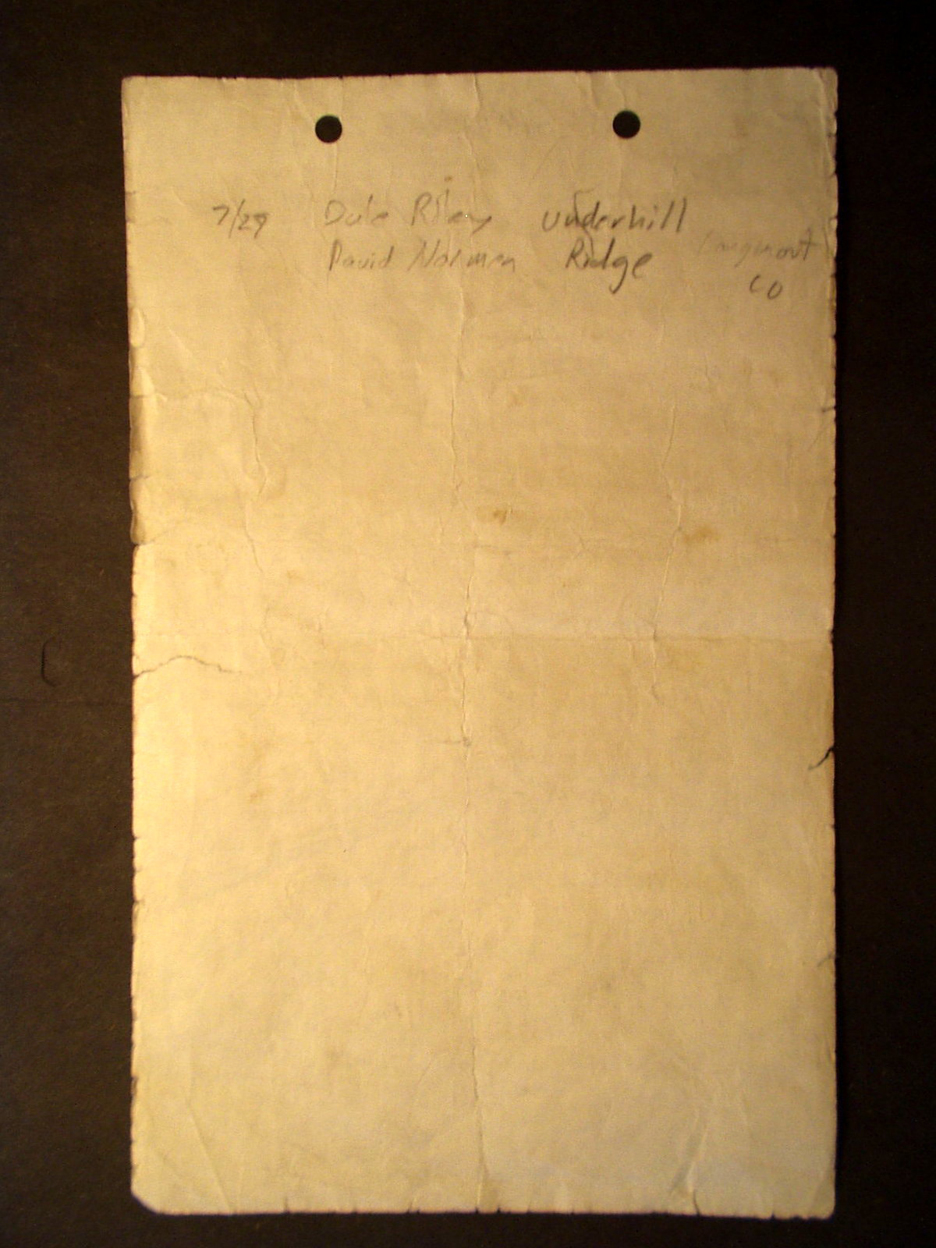 7/29 Dale Riley Underhill
David Norman Ridge Longmont
CO